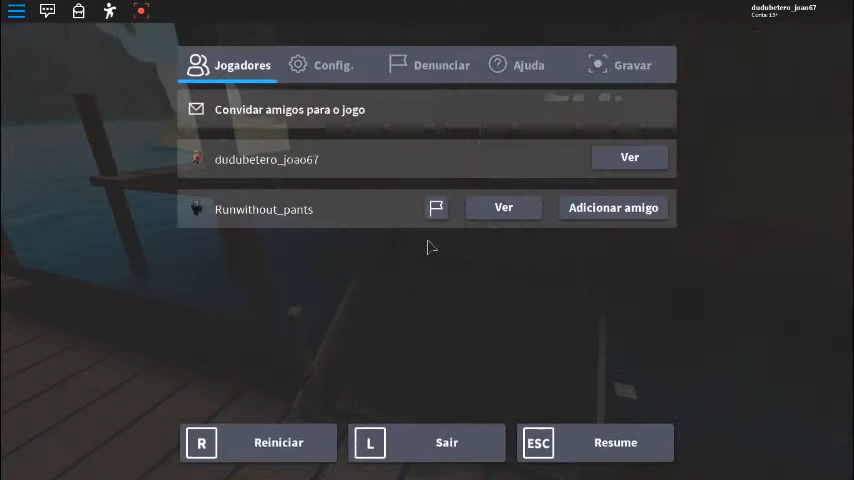 dudubetero_joao67
Conta: 13+
Jogadores Config. Denunciar Ajuda Gravar
Convidar amigos para o jogo
dudubetero_joao67 Ver
Runwithout_pants Ver Adicionar amigo
R Reiniciar L Sair ESC Resume